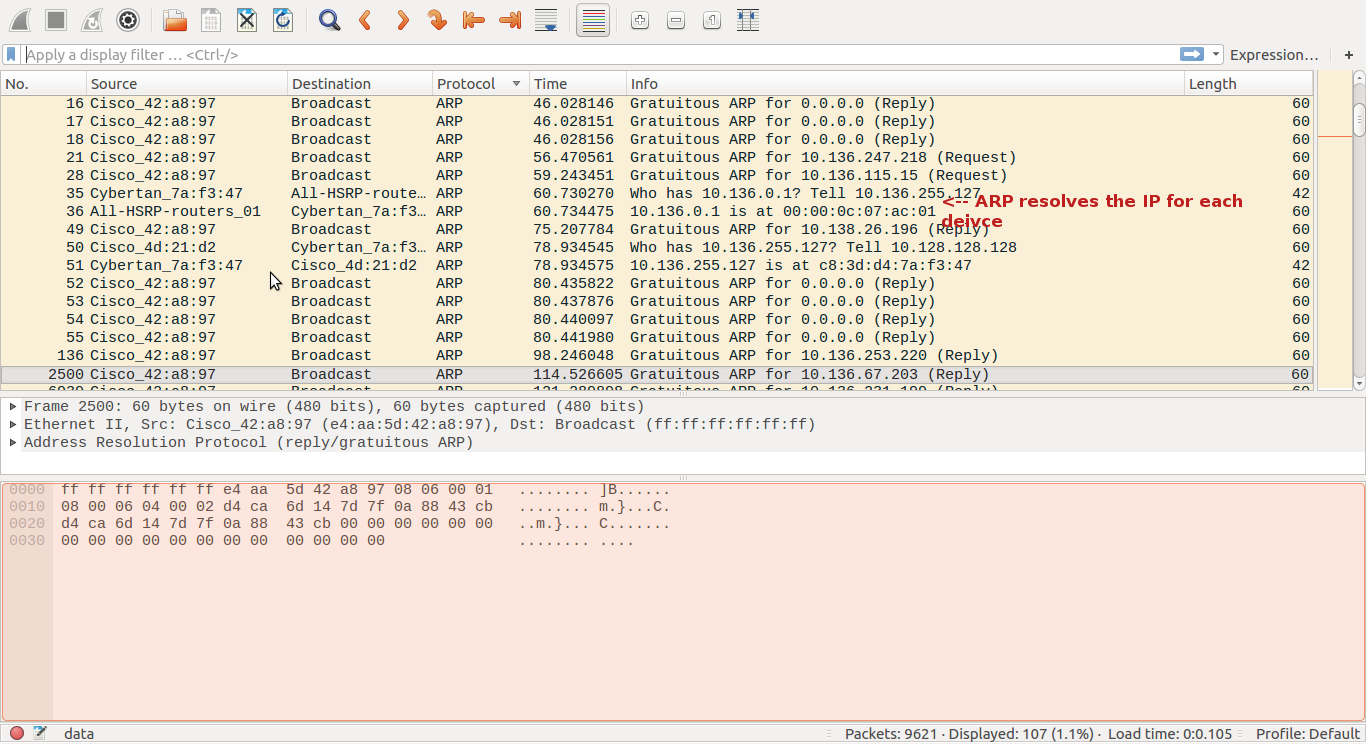 Apply a display filter … <Ctrl-/> Expression… +
No. Source Destination Protocol Time Info Length
16 Cisco_42:a8:97 Broadcast ARP 46.028146 Gratuitous ARP for 0.0.0.0 (Reply) 60
17 Cisco_42:a8:97 Broadcast ARP 46.028151 Gratuitous ARP for 0.0.0.0 (Reply) 60
18 Cisco_42:a8:97 Broadcast ARP 46.028156 Gratuitous ARP for 0.0.0.0 (Reply) 60
21 Cisco_42:a8:97 Broadcast ARP 56.470561 Gratuitous ARP for 10.136.247.218 (Request) 60
28 Cisco_42:a8:97 Broadcast ARP 59.243451 Gratuitous ARP for 10.136.115.15 (Request) 60
35 Cybertan_7a:f3:47 All-HSRP-route… ARP 60.730270 Who has 10.136.0.1? Tell 10.136.255.127 42
<-- ARP resolves the IP for each
deivce
36 All-HSRP-routers_01 Cybertan_7a:f3… ARP 60.734475 10.136.0.1 is at 00:00:0c:07:ac:01 60
49 Cisco_42:a8:97 Broadcast ARP 75.207784 Gratuitous ARP for 10.138.26.196 (Reply) 60
50 Cisco_4d:21:d2 Cybertan_7a:f3… ARP 78.934545 Who has 10.136.255.127? Tell 10.128.128.128 60
51 Cybertan_7a:f3:47 Cisco_4d:21:d2 ARP 78.934575 10.136.255.127 is at c8:3d:d4:7a:f3:47 42
52 Cisco_42:a8:97 Broadcast ARP 80.435822 Gratuitous ARP for 0.0.0.0 (Reply) 60
53 Cisco_42:a8:97 Broadcast ARP 80.437876 Gratuitous ARP for 0.0.0.0 (Reply) 60
54 Cisco_42:a8:97 Broadcast ARP 80.440097 Gratuitous ARP for 0.0.0.0 (Reply) 60
55 Cisco_42:a8:97 Broadcast ARP 80.441980 Gratuitous ARP for 0.0.0.0 (Reply) 60
136 Cisco_42:a8:97 Broadcast ARP 98.246048 Gratuitous ARP for 10.136.253.220 (Reply) 60
2500 Cisco_42:a8:97 Broadcast ARP 114.526605 Gratuitous ARP for 10.136.67.203 (Reply) 60
Frame 2500: 60 bytes on wire (480 bits), 60 bytes captured (480 bits)
Ethernet II, Src: Cisco_42:a8:97 (e4:aa:5d:42:a8:97), Dst: Broadcast (ff:ff:ff:ff:ff:ff)
Address Resolution Protocol (reply/gratuitous ARP)
0000 ff ff ff ff ff ff e4 aa 5d 42 a8 97 08 06 00 01 ........ ]B......
0010 08 00 06 04 00 02 d4 ca 6d 14 7d 7f 0a 88 43 cb ........ m.}...C.
0020 d4 ca 6d 14 7d 7f 0a 88 43 cb 00 00 00 00 00 00 ..m.}... C.......
0030 00 00 00 00 00 00 00 00 00 00 00 00 ........ ....
data Packets: 9621 · Displayed: 107 (1.1%) · Load time: 0:0.105 Profile: Default